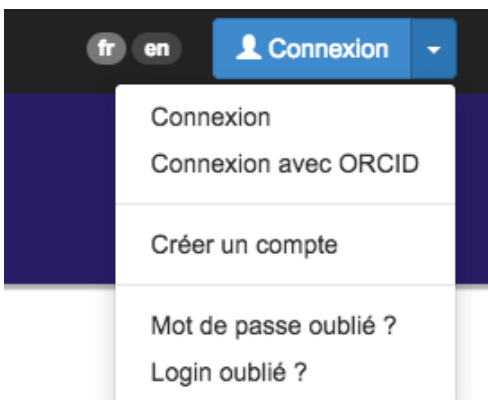 fr en Connexion
Connexion
Connexion avec ORCID
Créer un compte
Mot de passe oublié ?
Login oublié ?